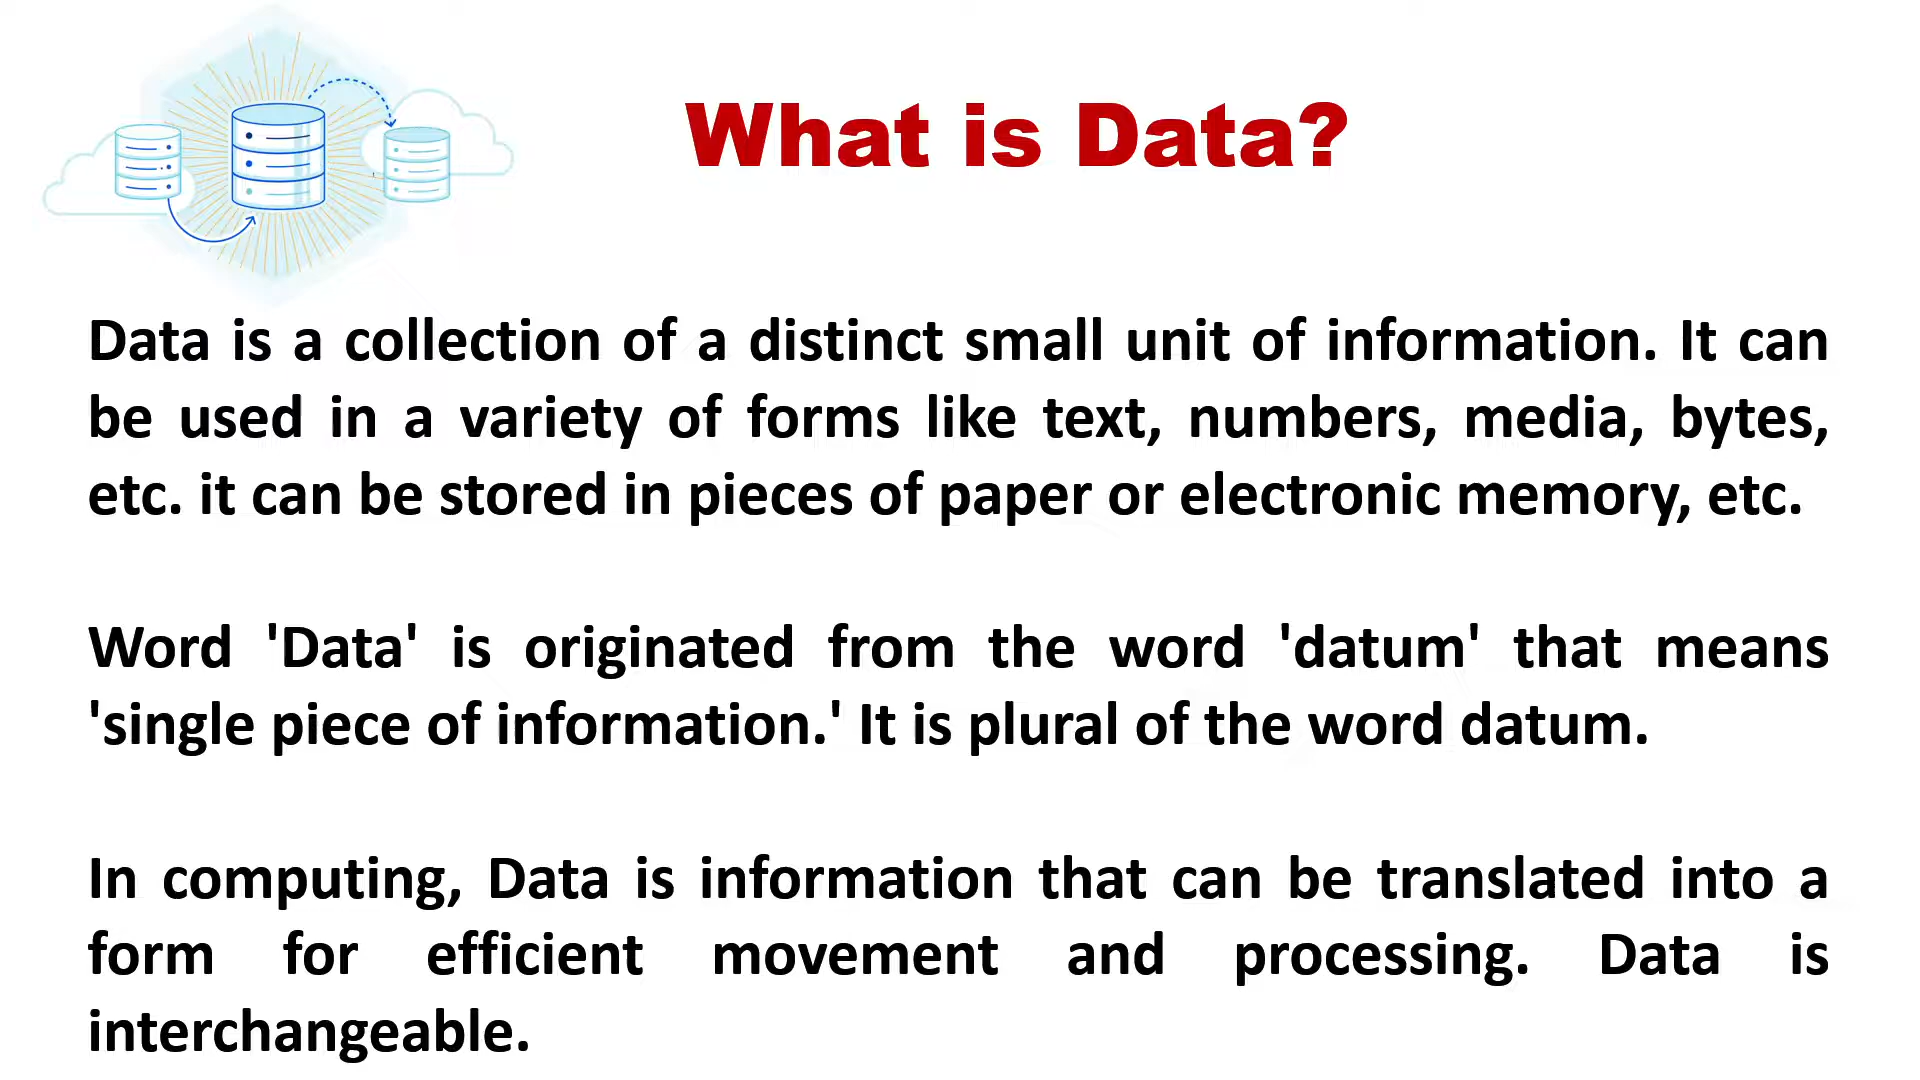 What is Data?
Data is a collection of a distinct small unit of information. It can
be used in a variety of forms like text, numbers, media, bytes,
etc. it can be stored in pieces of paper or electronic memory, etc.
Word 'Data' is originated from the word 'datum' that means
'single piece of information.' It is plural of the word datum.
In computing, Data is information that can be translated into a
form for efficient movement and processing. Data is
interchangeable.